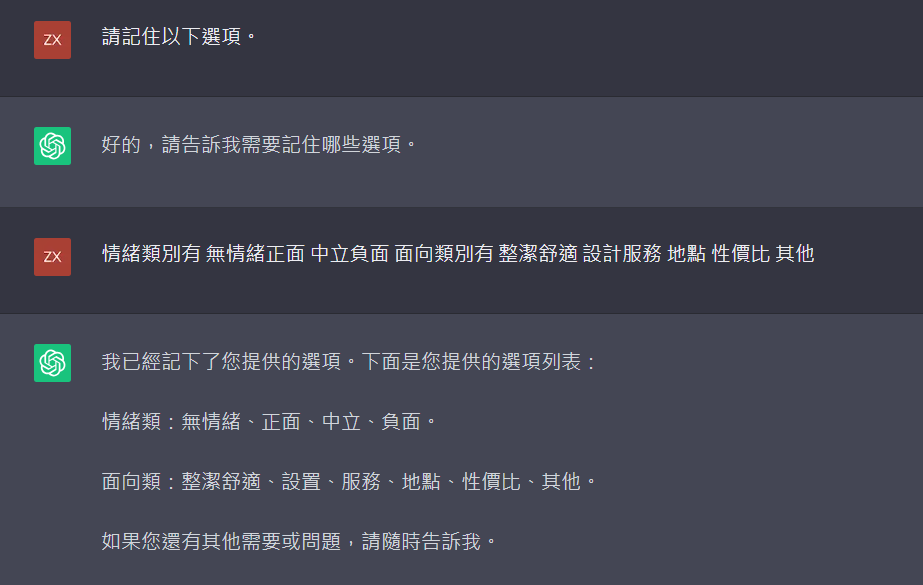 ZX
請記住以下選項。
好的，請告訴我需要記住哪些選項。
ZX
情緒類別有 無情緒正面 中立負面 面向類別有 整潔舒適 設計服務 地點 性價比 其他
我已經記下了您提供的選項。下面是您提供的選項列表：
情緒類：無情緒、正面、中立、負面。
面向類：整潔舒適、設置、服務、地點、性價比、其他。
如果您還有其他需要或問題，請隨時告訴我。